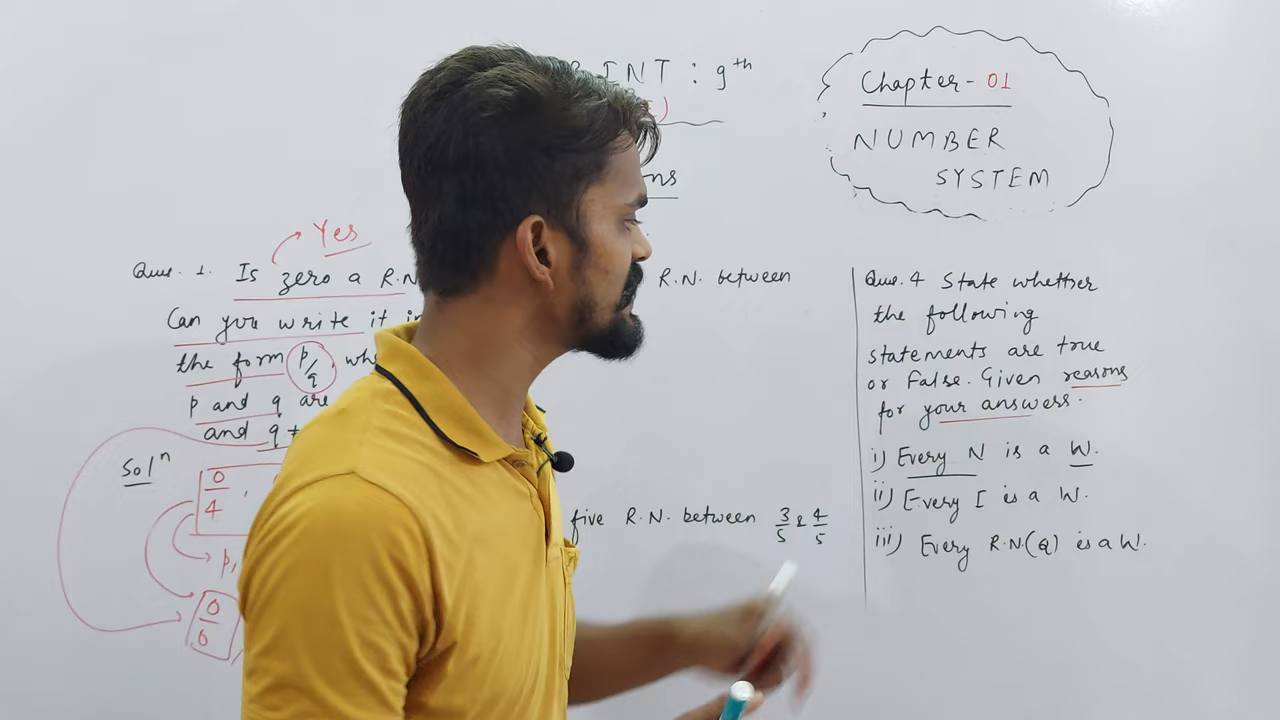 INT : 9th
Chapter - 01
NUMBER
SYSTEM
Yes
Que. 1. Is zero a R.N.
Can you write it in
the form p/q whe
p and q are
and q
Soln
0/4 ,
p,
0/6
R.N. between
five R.N. between 3/5 & 4/5
Que. 4 State whether
the following
statements are true
or False. Given reasons
for your answers.
i) Every N is a W.
ii) Every I is a W.
iii) Every R.N.(Q) is a W.